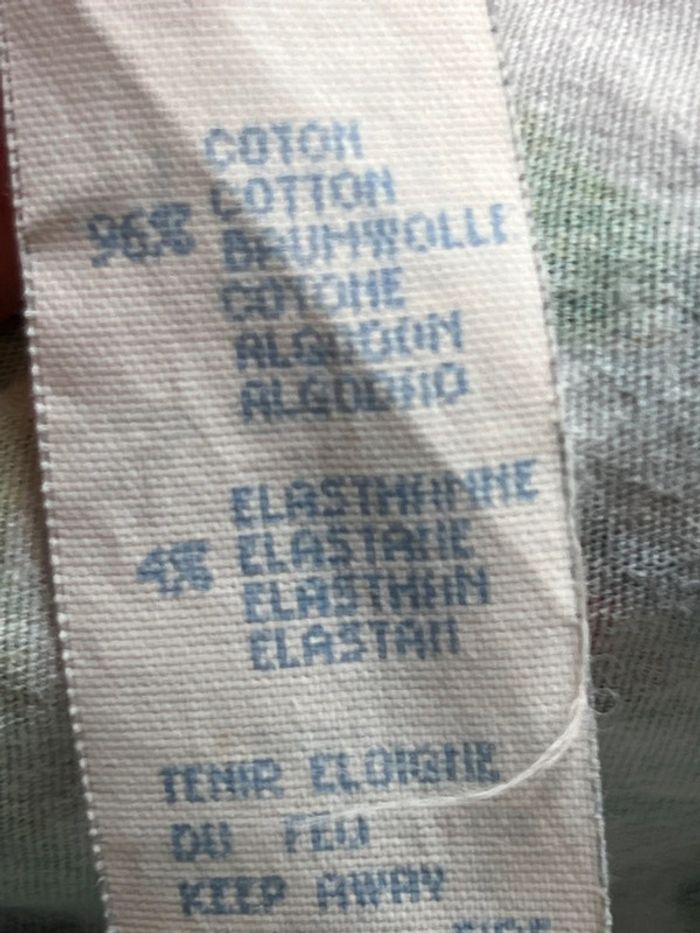 COTON
COTTON
96% BAUMWOLLE
COTONE
ALGODON
ALGODAO
ELASTHANNE
4% ELASTANE
ELASTHAN
ELASTAN
TENIR ELOIGNE
DU FEU
KEEP AWAY